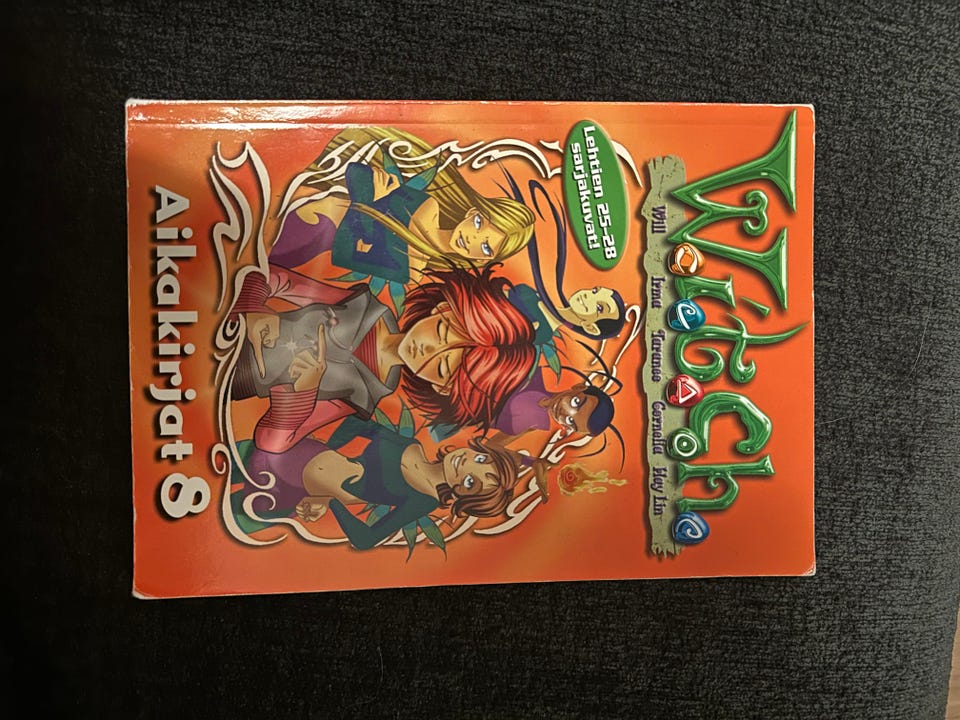 W.i.t.c.h.
Will Irma Taranee Cornelia Hay Lin
Lehtien 25-28
sarjakuvat!
Aikakirjat 8